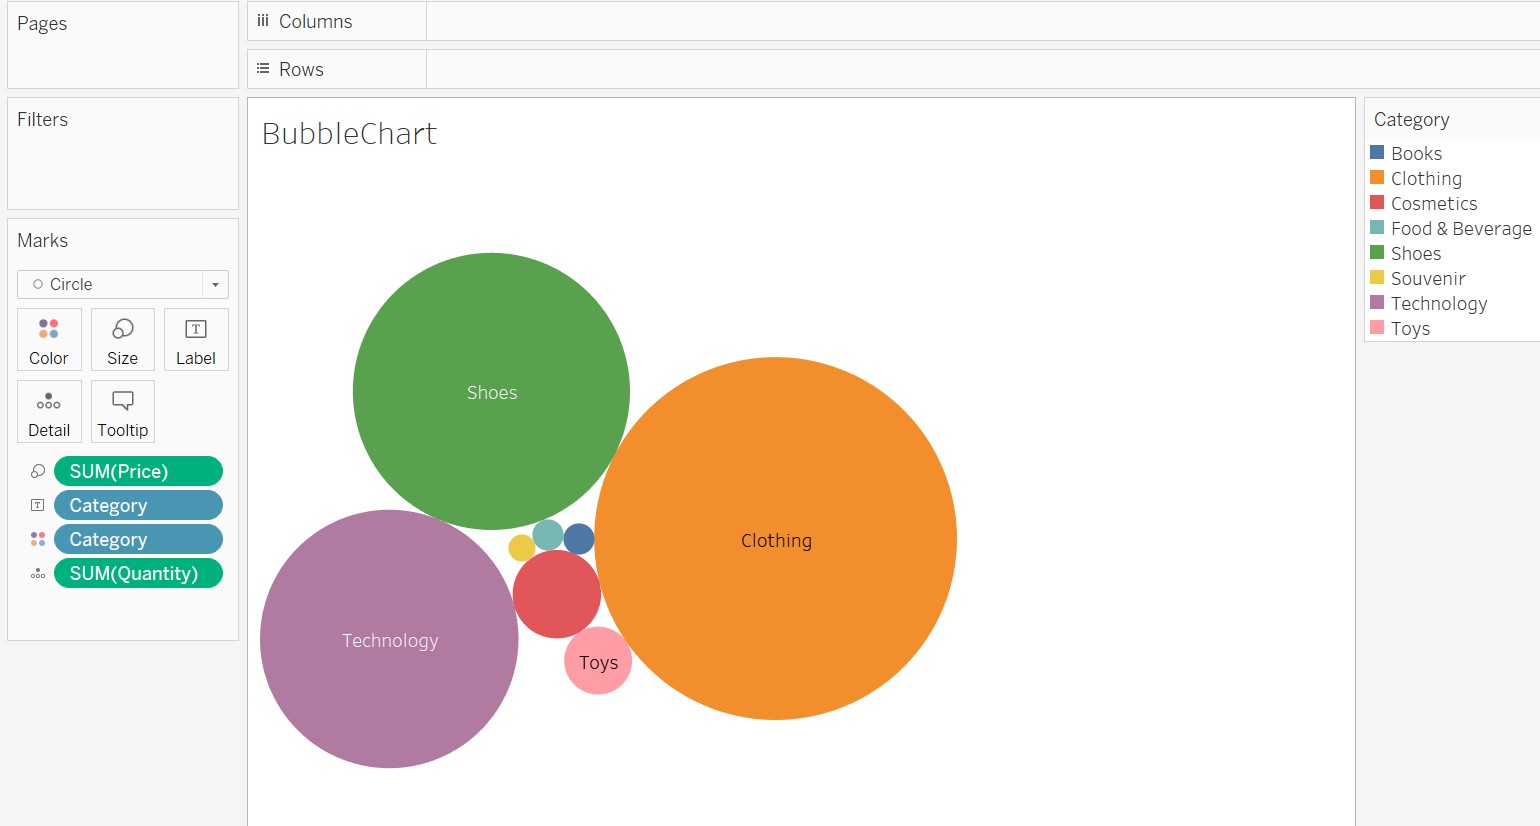 Pages
Columns
Rows
Filters
Marks
Circle
Color
Size
T
Label
Detail
Tooltip
SUM(Price)
T
Category
Category
SUM(Quantity)
BubbleChart
Shoes
Clothing
Technology
Toys
Category
Books
Clothing
Cosmetics
Food & Beverage
Shoes
Souvenir
Technology
Toys